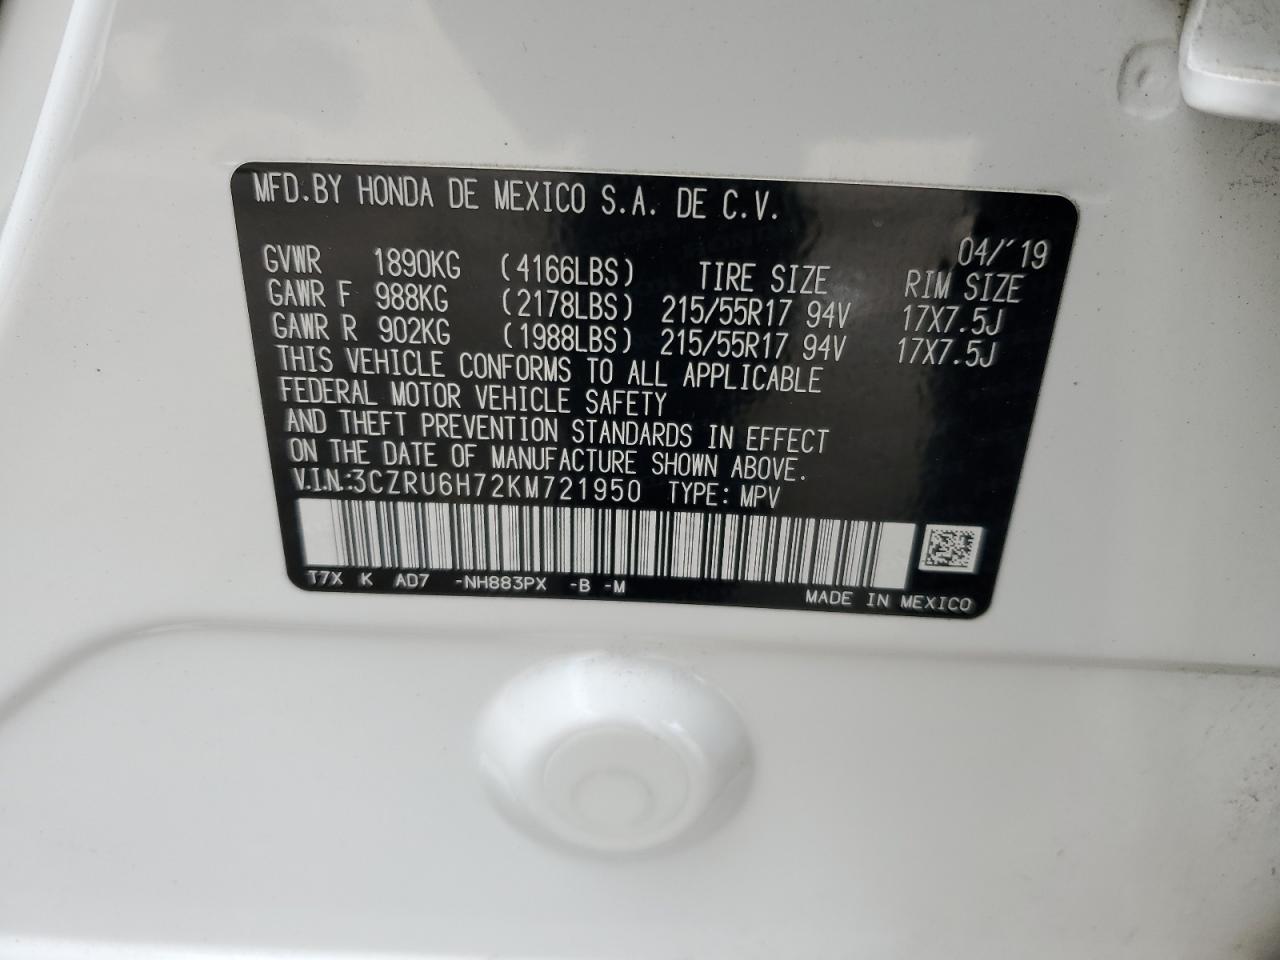 MFD.BY HONDA DE MEXICO S.A. DE C.V.
04/'19
GVWR 1890KG (4166LBS) TIRE SIZE RIM SIZE
GAWR F 988KG (2178LBS) 215/55R17 94V 17X7.5J
GAWR R 902KG (1988LBS) 215/55R17 94V 17X7.5J
THIS VEHICLE CONFORMS TO ALL APPLICABLE
FEDERAL MOTOR VEHICLE SAFETY
AND THEFT PREVENTION STANDARDS IN EFFECT
ON THE DATE OF MANUFACTURE SHOWN ABOVE.
V.I.N.:3CZRU6H72KM721950 TYPE: MPV
T7X K AD7 -NH883PX -B -M
MADE IN MEXICO